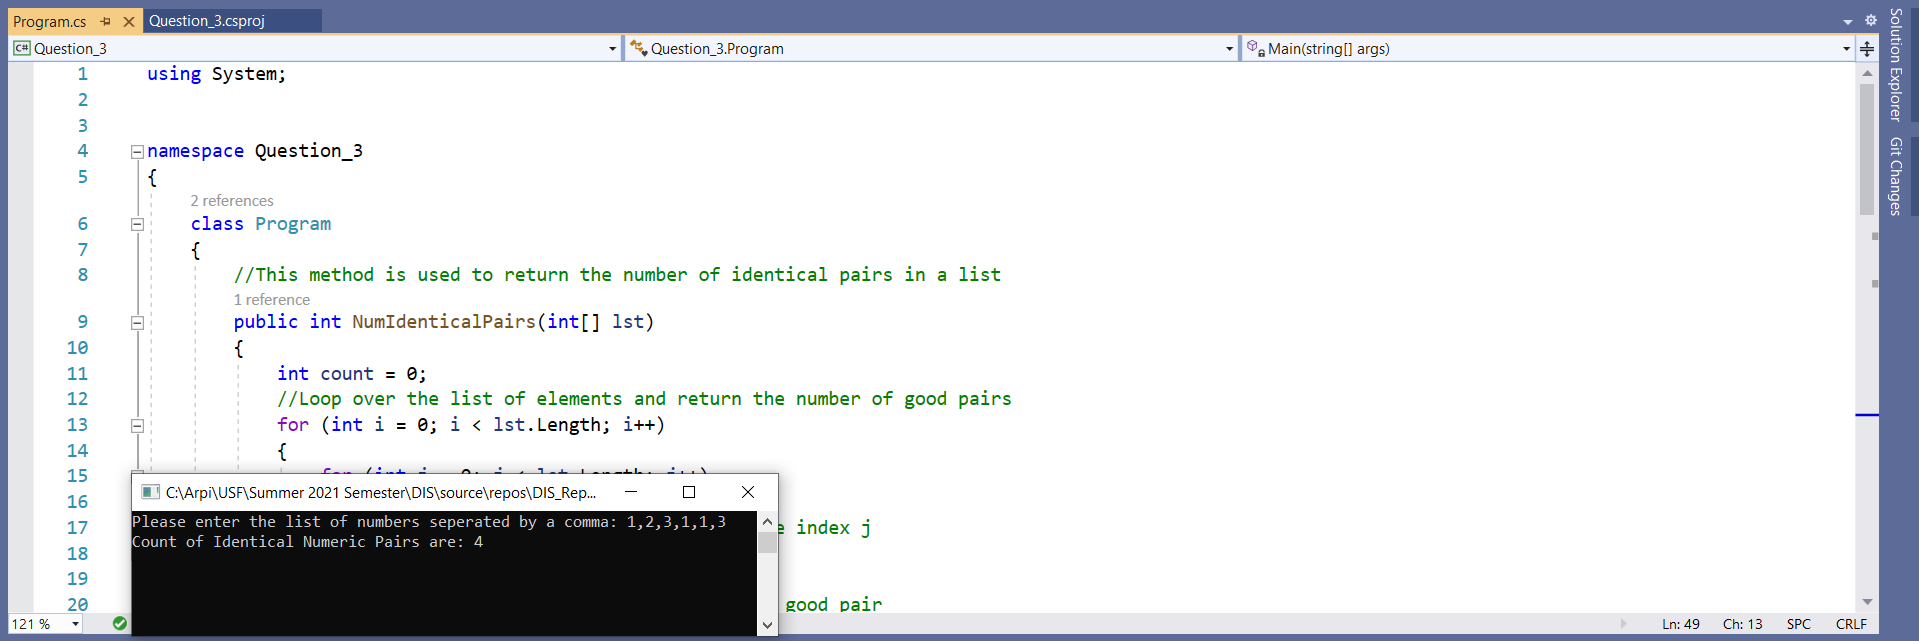 Program.cs
Question_3.csproj
C# Question_3
Question_3.Program
Main(string[] args)
Solution Explorer
Git Changes
1 using System;
2
3
4 namespace Question_3
5 {
2 references
6 class Program
7 {
8 //This method is used to return the number of identical pairs in a list
1 reference
9 public int NumIdenticalPairs(int[] lst)
10 {
11 int count = 0;
12 //Loop over the list of elements and return the number of good pairs
13 for (int i = 0; i < lst.Length; i++)
14 {
15
16
17 index j
18
19
20 good pair
C:\Arpi\USF\Summer 2021 Semester\DIS\source\repos\DIS_Rep...
Please enter the list of numbers seperated by a comma: 1,2,3,1,1,3
Count of Identical Numeric Pairs are: 4
121 %
Ln: 49 Ch: 13 SPC CRLF